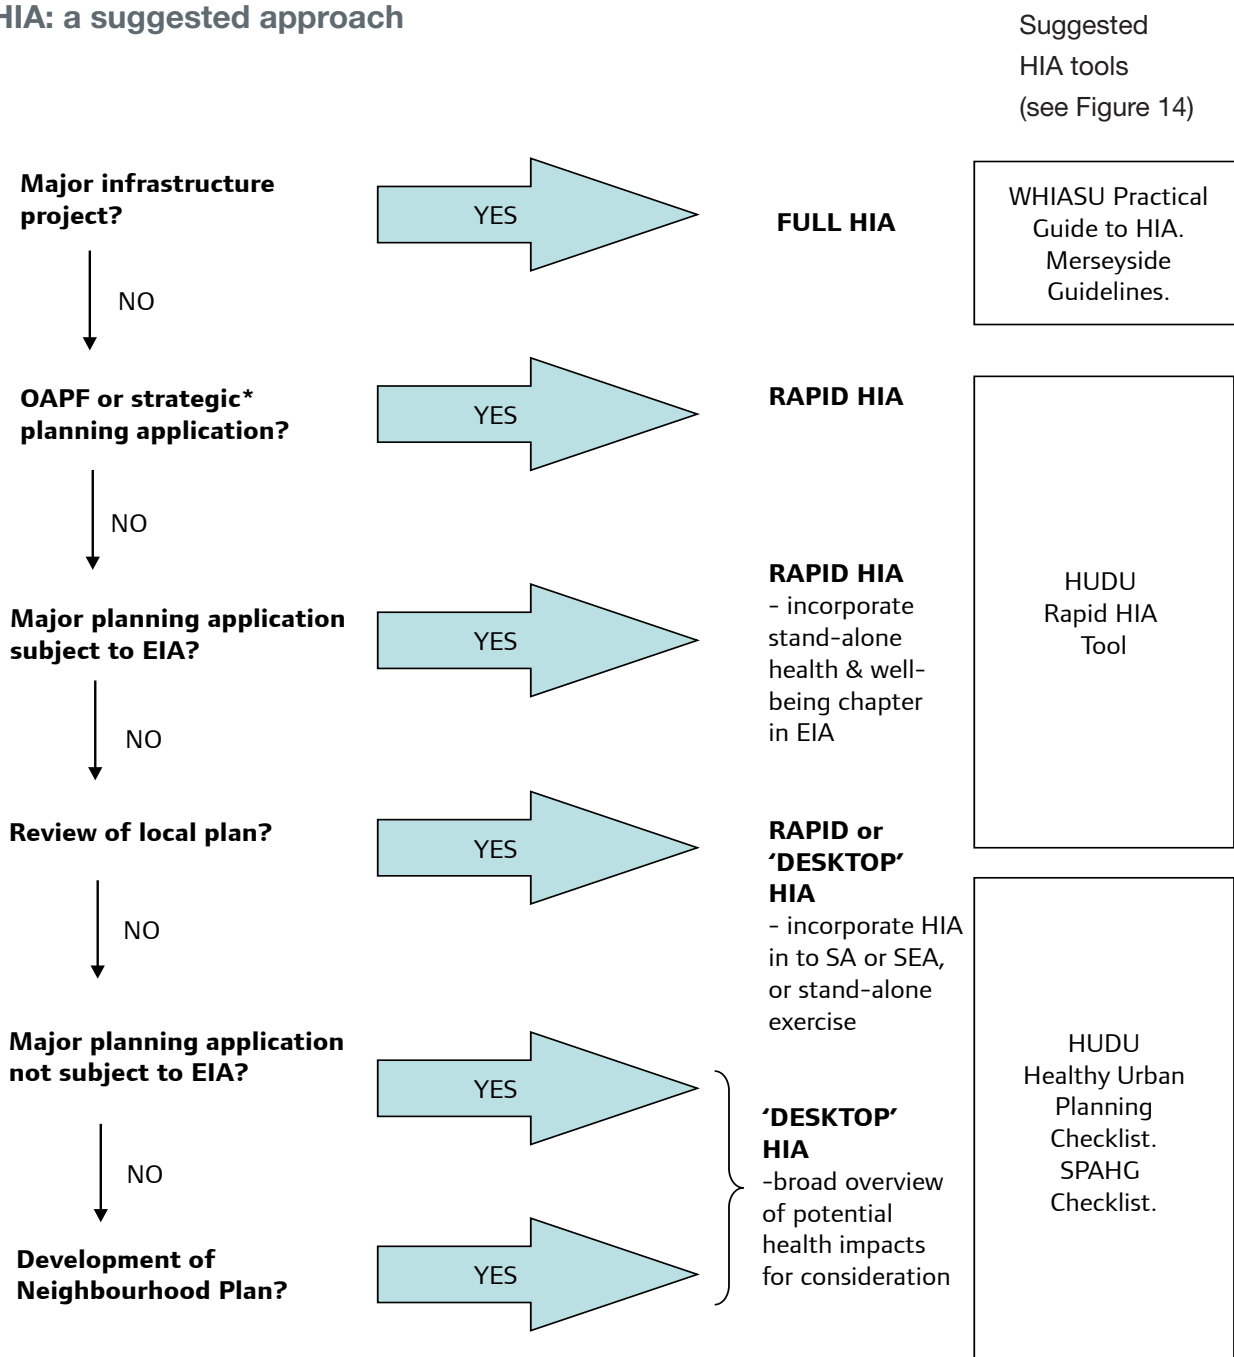 HIA: a suggested approach
Suggested
HIA tools
(see Figure 14)
Major infrastructure
project?
YES
FULL HIA
WHIASU Practical
Guide to HIA.
Merseyside
Guidelines.
NO
OAPF or strategic*
planning application?
YES
RAPID HIA
NO
Major planning application
subject to EIA?
YES
RAPID HIA
- incorporate
stand-alone
health & well-
being chapter
in EIA
HUDU
Rapid HIA
Tool
NO
Review of local plan?
YES
RAPID or
‘DESKTOP’
HIA
- incorporate HIA
in to SA or SEA,
or stand-alone
exercise
NO
Major planning application
not subject to EIA?
YES
NO
Development of
Neighbourhood Plan?
YES
‘DESKTOP’
HIA
-broad overview
of potential
health impacts
for consideration
HUDU
Healthy Urban
Planning
Checklist.
SPAHG
Checklist.